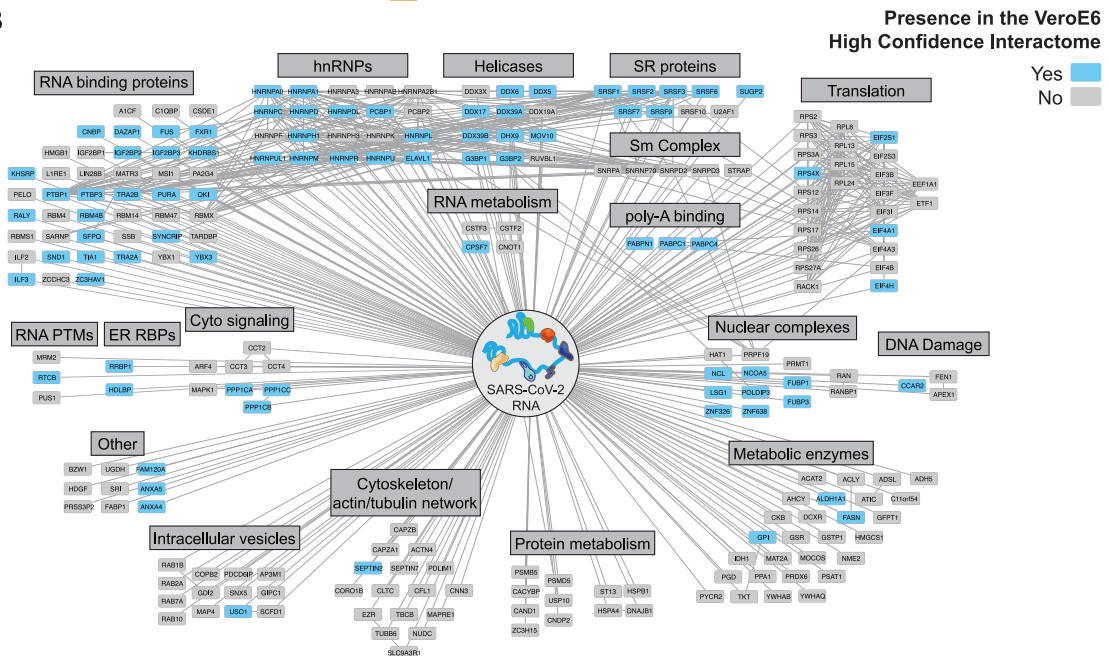 B
Presence in the VeroE6
High Confidence Interactome
Yes
No
RNA binding proteins
A1CF C1QBP CSDE1
CNBP DAZAP1 FUS FXR1
HMGB1 IGF2BP1 IGF2BP2 IGF2BP3 KHDRBS1
KHSRP L1RE1 LIN28B MATR3 MSI1 PA2G4
PELO PTBP1 PTBP3 TRA2B PURA QKI
RALY RBM4 RBM4B RBM14 RBM47 RBMX
RBMS1 SARNP SFPQ SSB SYNCRIP TARDBP
ILF2 SND1 TIA1 TRA2A YBX1 YBX3
ILF3 ZCCHC3 ZC3HAV1
hnRNPs
HNRNPA0 HNRNPA1 HNRNPA3 HNRNPAB HNRNPA2B1
HNRNPC HNRNPD HNRNPDL PCBP1 PCBP2
HNRNPF HNRNPH1 HNRNPH3 HNRNPK HNRNPL
HNRNPUL1 HNRNPM HNRNPR HNRNPU ELAVL1
Helicases
DDX3X DDX6 DDX5
DDX17 DDX39A DDX19A
DDX39B DHX9 MOV10
G3BP1 G3BP2 RUVBL1
SR proteins
SRSF1 SRSF2 SRSF3 SRSF6 SUGP2
SRSF7 SRSF9 SRSF10 U2AF1
Sm Complex
SNRPA SNRNP70 SNRPD2 SNRPD3 STRAP
RNA metabolism
CSTF3 CSTF2
CPSF7 CNOT1
poly-A binding
PABPN1 PABPC1 PABPC4
Translation
RPS2
RPS3
RPS3A
RPS4X
RPS12
RPS14
RPS17
RPS26
RPS27A
RACK1
RPL8
RPL13
RPL15
RPL24
EIF2S1
EIF2S3
EIF3B
EIF3F
EIF3I
EIF4A1
EIF4A3
EIF4B
EIF4H
EEF1A1
ETF1
RNA PTMs
MRM2
RTCB
PUS1
ER RBPs
RRBP1
HDLBP
Cyto signaling
CCT2
ARF4 CCT3 CCT4
MAPK1 PPP1CA PPP1CC
PPP1CB
SARS-CoV-2
RNA
Nuclear complexes
HAT1 PRPF19
NCL NCOA5 PRMT1
LSG1 POLDIP3 FUBP1
ZNF326 ZNF638 FUBP3
RAN
RANBP1
DNA Damage
CCAR2 FEN1
APEX1
Other
BZW1 UGDH FAM120A
HDGF SRI ANXA5
PRSS3P2 FABP1 ANXA4
Metabolic enzymes
ACAT2 ACLY ADSL ADH5
AHCY ALDH1A1 ATIC C11orf54
CKB DCXR FASN GFPT1
GPI GSR GSTP1 HMGCS1
IDH1 MAT2A MOCOS NME2
PGD PPA1 PRDX6 PSAT1
PYCR2 TKT YWHAB YWHAQ
Cytoskeleton/
actin/tubulin network
CAPZB
CAPZA1 ACTN4
SEPTIN2 SEPTIN7 PDLIM1
CORO1B CLTC CFL1 CNN3
EZR TBCB MAPRE1
TUBB6 NUDC
SLC9A3R1
Intracellular vesicles
RAB1B
RAB2A
RAB7A
RAB10
COPB2 PDCD6IP AP3M1
GDI2 SNX5 GIPC1
MAP4 USO1 SCFD1
Protein metabolism
PSMB5
CACYBP
CAND1
ZC3H15
PSMD5
USP10
CNDP2
ST13 HSPB1
HSPA4 DNAJB1